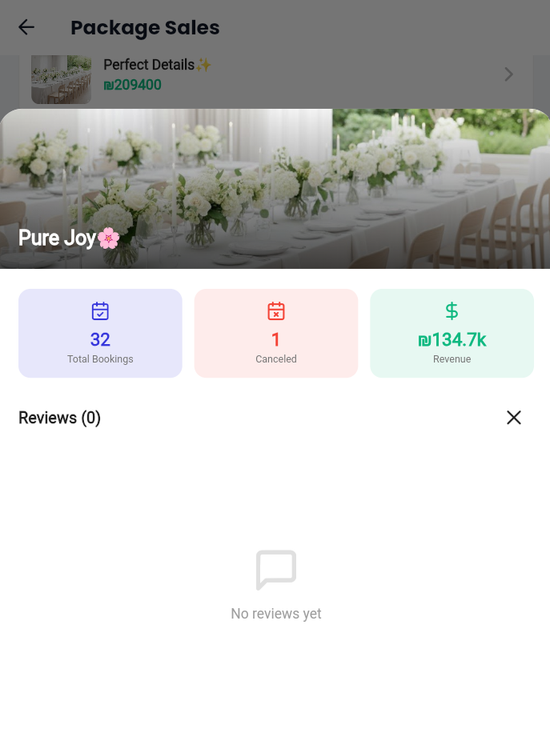 Package Sales
Perfect Details✨
₪209400
Pure Joy🌸
32
Total Bookings
1
Canceled
₪134.7k
Revenue
Reviews (0)
No reviews yet